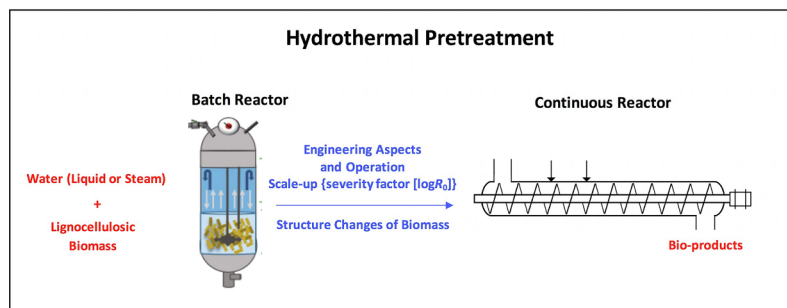 Hydrothermal Pretreatment
Batch Reactor
Continuous Reactor
Water (Liquid or Steam)
+
Lignocellulosic
Biomass
Engineering Aspects
and Operation
Scale-up {severity factor [logR₀]}
Structure Changes of Biomass
Bio-products